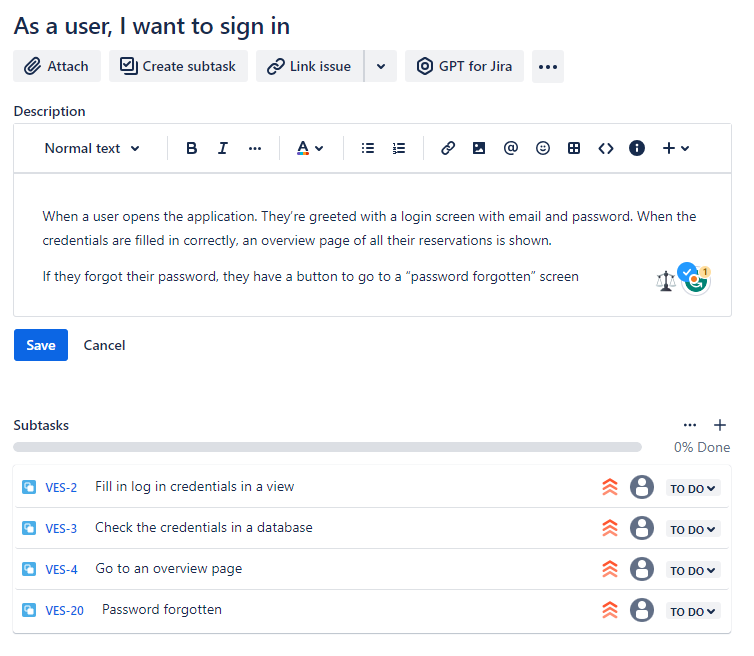 As a user, I want to sign in
Attach Create subtask Link issue GPT for Jira
Description
Normal text B I A @
When a user opens the application. They’re greeted with a login screen with email and password. When the
credentials are filled in correctly, an overview page of all their reservations is shown.
If they forgot their password, they have a button to go to a “password forgotten” screen
1
Save Cancel
Subtasks
0% Done
VES-2 Fill in log in credentials in a view TO DO
VES-3 Check the credentials in a database TO DO
VES-4 Go to an overview page TO DO
VES-20 Password forgotten TO DO